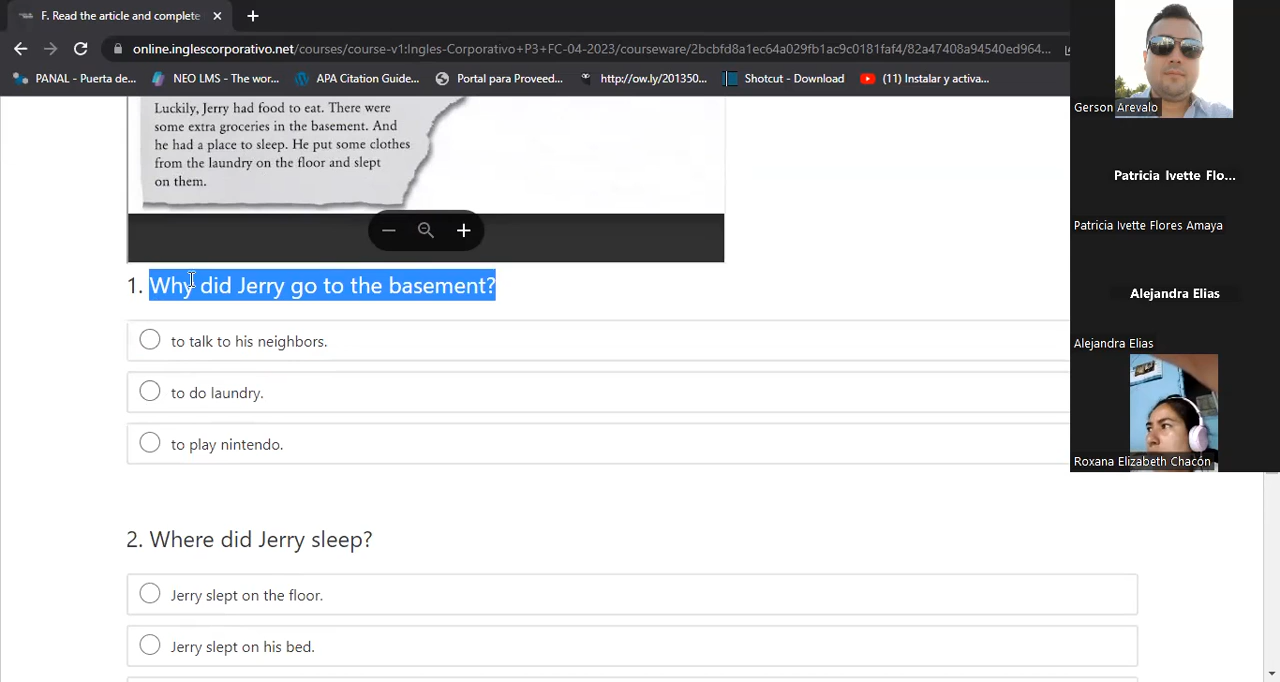 F. Read the article and complete
online.inglescorporativo.net/courses/course-v1:Ingles-Corporativo+P3+FC-04-2023/courseware/2bcbfd8a1ec64a029fb1ac9c0181faf4/82a47408a94540ed964...
PANAL - Puerta de...
NEO LMS - The wor...
APA Citation Guide...
Portal para Proveed...
http://ow.ly/201350...
Shotcut - Download
(11) Instalar y activa...
Luckily, Jerry had food to eat. There were
some extra groceries in the basement. And
he had a place to sleep. He put some clothes
from the laundry on the floor and slept
on them.
1. Why did Jerry go to the basement?
to talk to his neighbors.
to do laundry.
to play nintendo.
2. Where did Jerry sleep?
Jerry slept on the floor.
Jerry slept on his bed.
Gerson Arevalo
Patricia Ivette Flo...
Patricia Ivette Flores Amaya
Alejandra Elias
Alejandra Elias
Roxana Elizabeth Chacón